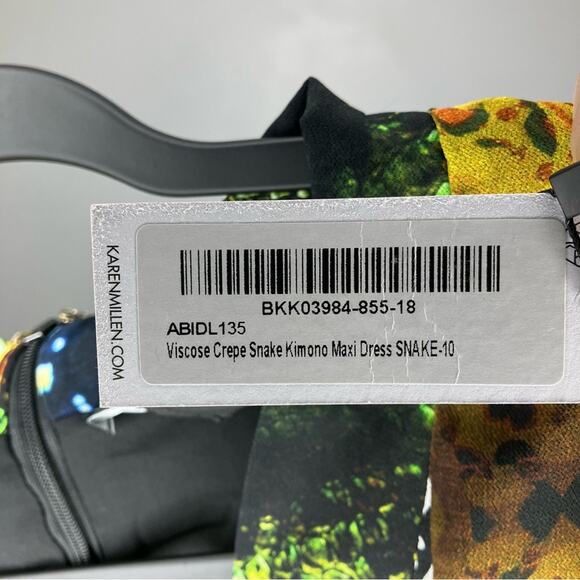 KARENMILLEN.COM
BKK03984-855-18
ABIDL135
Viscose Crepe Snake Kimono Maxi Dress SNAKE-10